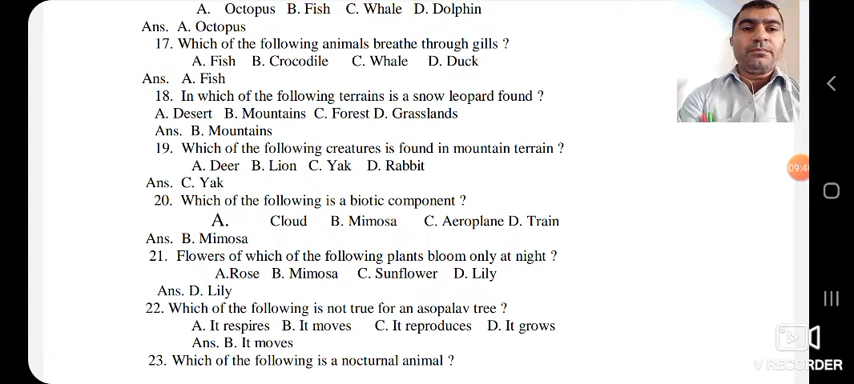 A. Octopus B. Fish C. Whale D. Dolphin
Ans. A. Octopus
17. Which of the following animals breathe through gills ?
A. Fish B. Crocodile C. Whale D. Duck
Ans. A. Fish
18. In which of the following terrains is a snow leopard found ?
A. Desert B. Mountains C. Forest D. Grasslands
Ans. B. Mountains
19. Which of the following creatures is found in mountain terrain ?
A. Deer B. Lion C. Yak D. Rabbit
Ans. C. Yak
20. Which of the following is a biotic component ?
A. Cloud B. Mimosa C. Aeroplane D. Train
Ans. B. Mimosa
21. Flowers of which of the following plants bloom only at night ?
A.Rose B. Mimosa C. Sunflower D. Lily
Ans. D. Lily
22. Which of the following is not true for an asopalav tree ?
A. It respires B. It moves C. It reproduces D. It grows
Ans. B. It moves
23. Which of the following is a nocturnal animal ?
V RECORDER